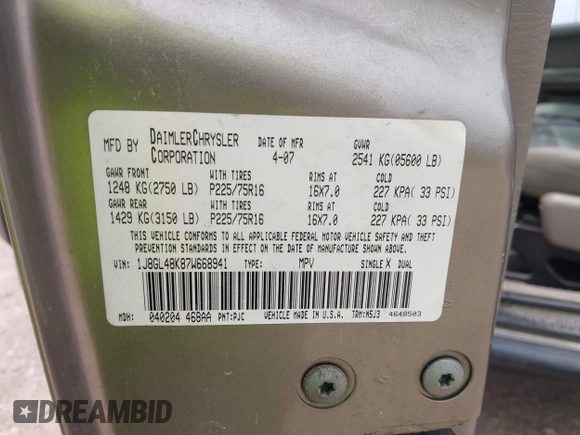 MFD BY DAIMLERCHRYSLER CORPORATION DATE OF MFR 4-07 GVWR 2541 KG(05600 LB)
GAWR FRONT WITH TIRES RIMS AT COLD
1248 KG(2750 LB) P225/75R16 16X7.0 227 KPA( 33 PSI)
GAWR REAR WITH TIRES RIMS AT COLD
1429 KG(3150 LB) P225/75R16 16X7.0 227 KPA( 33 PSI)
THIS VEHICLE CONFORMS TO ALL APPLICABLE FEDERAL MOTOR VEHICLE SAFETY AND THEFT
PREVENTION STANDARDS IN EFFECT ON THE DATE OF MANUFACTURE SHOWN ABOVE.
VIN: 1J8GL48K87W668941 TYPE: MPV SINGLE X DUAL
MDH: 040204 468AA PNT:PJC VEHICLE MADE IN U.S.A. TRM:N5J3 4648503
DREAMBID